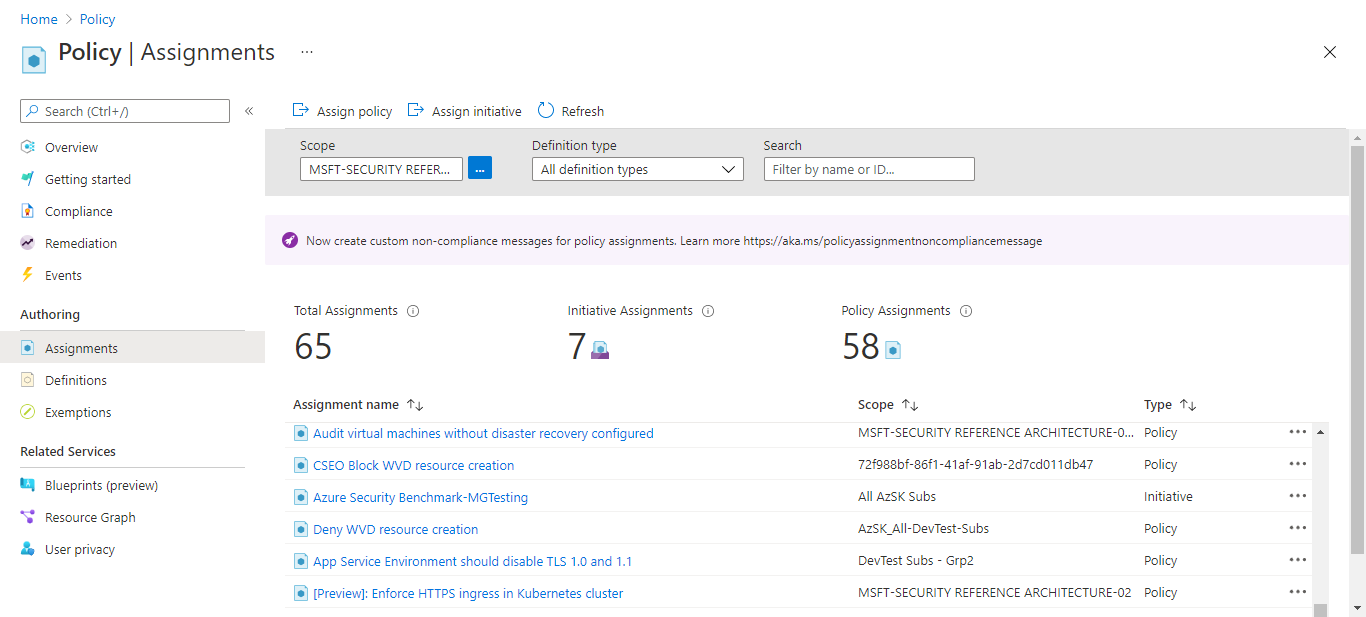 Home > Policy
Policy | Assignments ...
Search (Ctrl+/) «
Overview
Getting started
Compliance
Remediation
Events
Authoring
Assignments
Definitions
Exemptions
Related Services
Blueprints (preview)
Resource Graph
User privacy
Assign policy Assign initiative Refresh
Scope Definition type Search
MSFT-SECURITY REFER... ... All definition types Filter by name or ID...
Now create custom non-compliance messages for policy assignments. Learn more https://aka.ms/policyassignmentnoncompliancemessage
Total Assignments Initiative Assignments Policy Assignments
65 7 58
Assignment name ↑↓ Scope ↑↓ Type ↑↓
Audit virtual machines without disaster recovery configured MSFT-SECURITY REFERENCE ARCHITECTURE-0... Policy ...
CSEO Block WVD resource creation 72f988bf-86f1-41af-91ab-2d7cd011db47 Policy ...
Azure Security Benchmark-MGTesting All AzSK Subs Initiative ...
Deny WVD resource creation AzSK_All-DevTest-Subs Policy ...
App Service Environment should disable TLS 1.0 and 1.1 DevTest Subs - Grp2 Policy ...
[Preview]: Enforce HTTPS ingress in Kubernetes cluster MSFT-SECURITY REFERENCE ARCHITECTURE-02 Policy ...